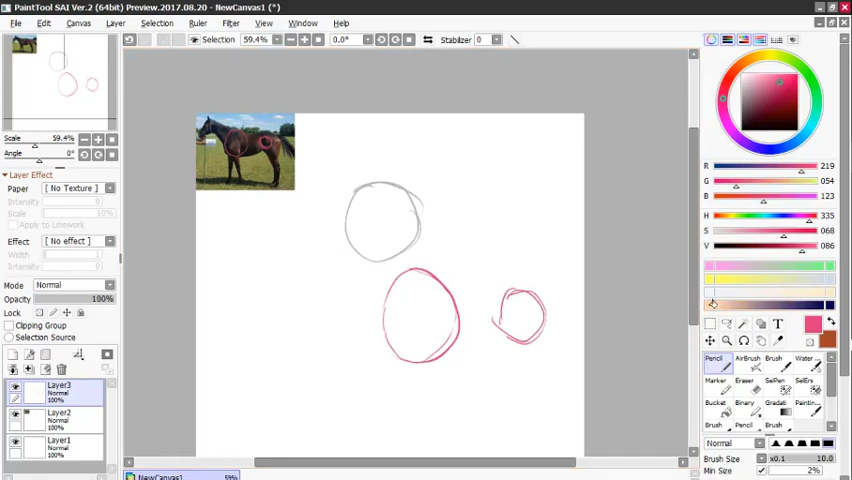 PaintTool SAI Ver.2 (64bit) Preview.2017.08.20 - NewCanvas1 (*)
File Edit Canvas Layer Selection Ruler Filter View Window Help
Selection 59.4% 0.0° Stabilizer 0
Scale 59.4%
Angle 0°
Layer Effect
Paper [ No Texture ]
Intensity 0
Scale 10%
Apply to Linework
Effect [ No effect ]
Width 1
Intensity 0
Mode Normal
Opacity 100%
Lock
Clipping Group
Selection Source
Layer3
Normal
100%
Layer2
Normal
100%
Layer1
Normal
100%
R 219
G 054
B 123
H 335
S 068
V 086
T
Pencil AirBrush Brush Water
Marker Eraser SelPen SelErs
Bucket Binary Gradati Paintin
Brush Pencil Brush
Normal
Brush Size x0.1 10.0
Min Size 2%
NewCanvas1 59%